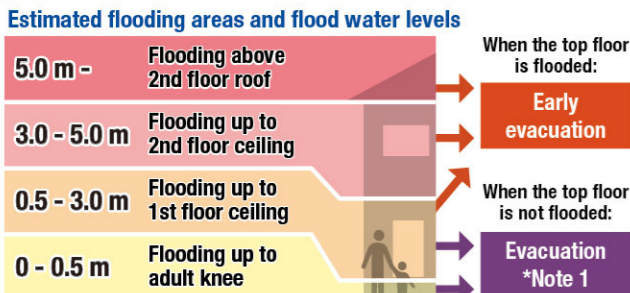 Estimated flooding areas and flood water levels
5.0 m -
Flooding above
2nd floor roof
3.0 - 5.0 m
Flooding up to
2nd floor ceiling
0.5 - 3.0 m
Flooding up to
1st floor ceiling
0 - 0.5 m
Flooding up to
adult knee
When the top floor
is flooded:
Early
evacuation
When the top floor
is not flooded:
Evacuation
*Note 1